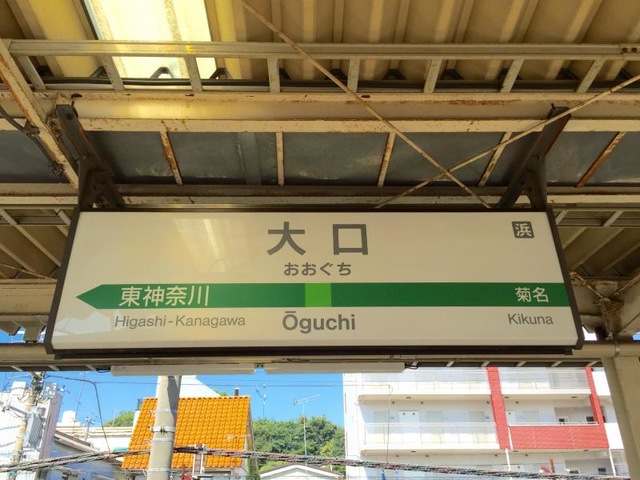 大口
浜
おおぐち
東神奈川
菊名
Higashi-Kanagawa
Ōguchi
Kikuna